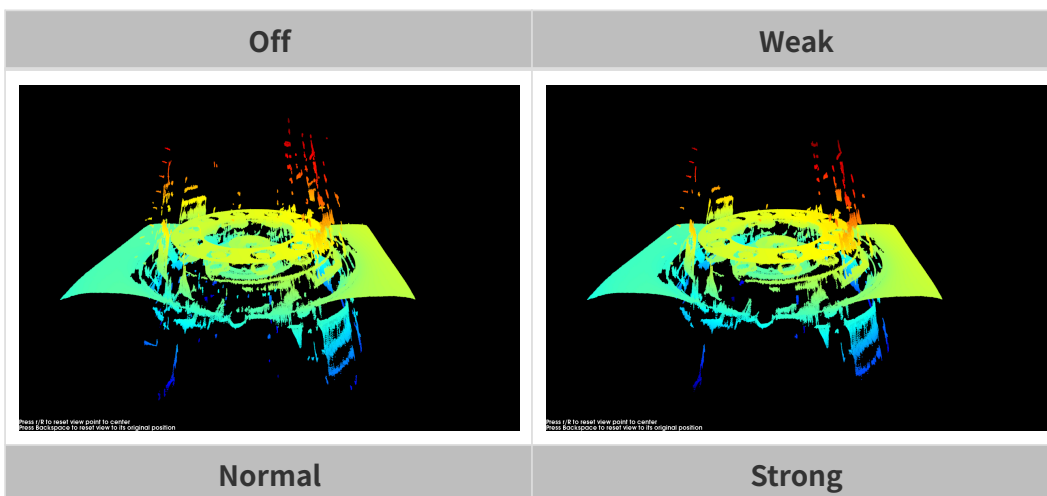 Off
Weak
Press r/R to reset view point to center
Press Backspace to reset view to its original position
Press r/R to reset view point to center
Press Backspace to reset view to its original position
Normal
Strong